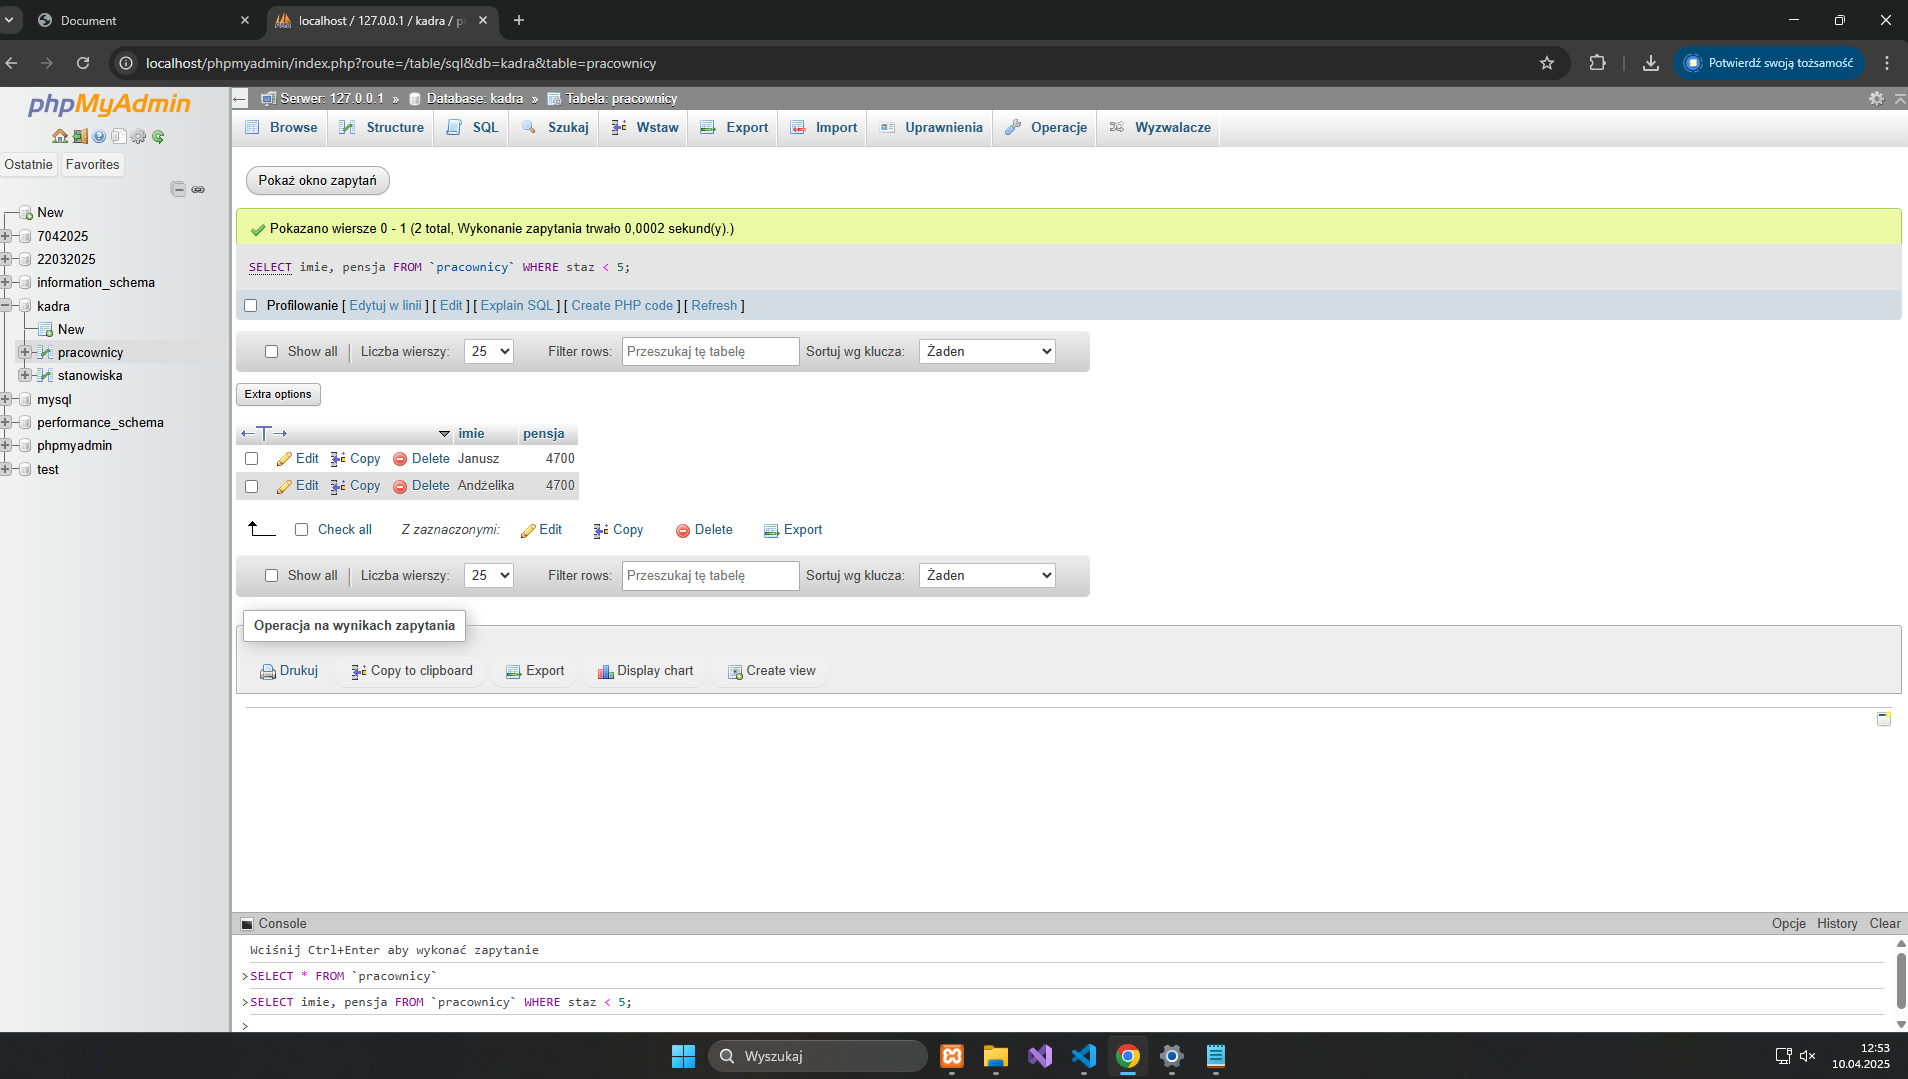 Document
localhost / 127.0.0.1 / kadra / p
localhost/phpmyadmin/index.php?route=/table/sql&db=kadra&table=pracownicy
Potwierdź swoją tożsamość
phpMyAdmin
Ostatnie Favorites
New
7042025
22032025
information_schema
kadra
New
pracownicy
stanowiska
mysql
performance_schema
phpmyadmin
test
Serwer: 127.0.0.1 » Database: kadra » Tabela: pracownicy
Browse Structure SQL Szukaj Wstaw Export Import Uprawnienia Operacje Wyzwalacze
Pokaż okno zapytań
Pokazano wiersze 0 - 1 (2 total, Wykonanie zapytania trwało 0,0002 sekund(y).)
SELECT imie, pensja FROM `pracownicy` WHERE staz < 5;
Profilowanie [ Edytuj w linii ] [ Edit ] [ Explain SQL ] [ Create PHP code ] [ Refresh ]
Show all Liczba wierszy: 25 Filter rows: Przeszukaj tę tabelę Sortuj wg klucza: Żaden
Extra options
←T→ imie pensja
Edit Copy Delete Janusz 4700
Edit Copy Delete Andżelika 4700
Check all Z zaznaczonymi: Edit Copy Delete Export
Show all Liczba wierszy: 25 Filter rows: Przeszukaj tę tabelę Sortuj wg klucza: Żaden
Operacja na wynikach zapytania
Drukuj Copy to clipboard Export Display chart Create view
Console Opcje History Clear
Wciśnij Ctrl+Enter aby wykonać zapytanie
>SELECT * FROM `pracownicy`
>SELECT imie, pensja FROM `pracownicy` WHERE staz < 5;
>
Wyszukaj
12:53
10.04.2025